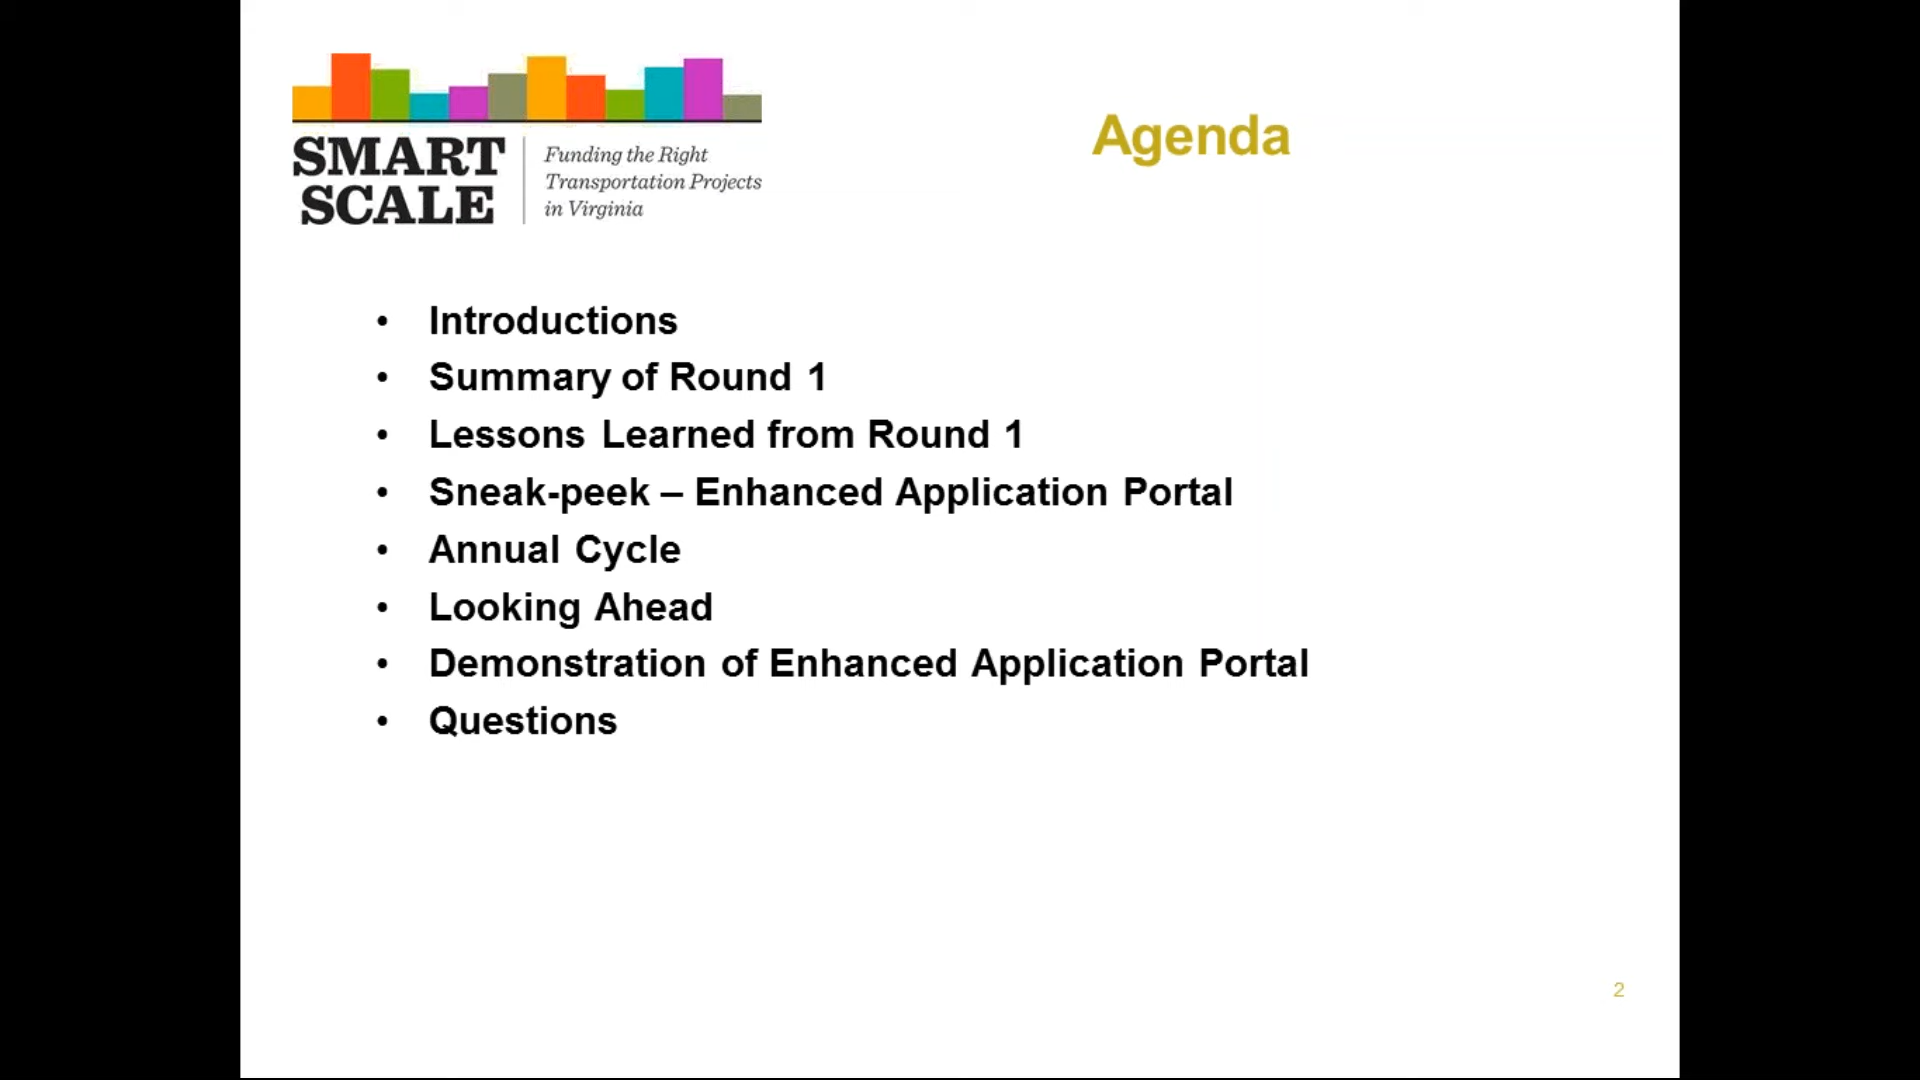 SMART
SCALE
Funding the Right
Transportation Projects
in Virginia
Agenda
• Introductions
• Summary of Round 1
• Lessons Learned from Round 1
• Sneak-peek – Enhanced Application Portal
• Annual Cycle
• Looking Ahead
• Demonstration of Enhanced Application Portal
• Questions
2